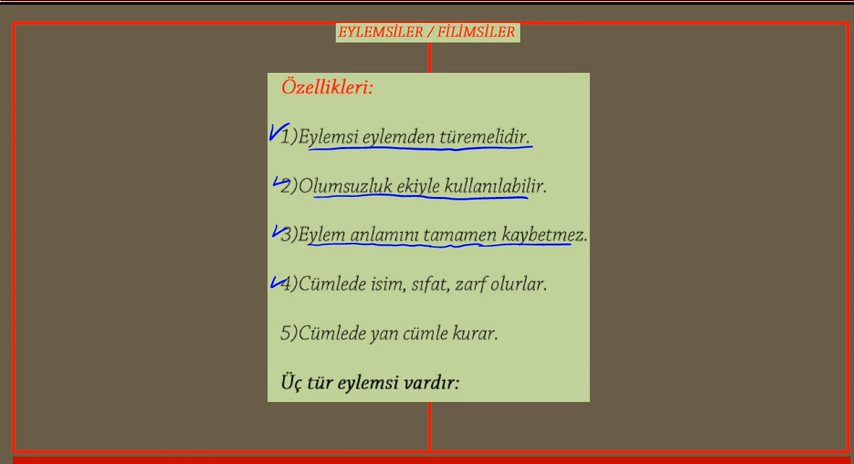 EYLEMSİLER / FİLİMSİLER
Özellikleri:
1)Eylemsi eylemden türemelidir.
2)Olumsuzluk ekiyle kullanılabilir.
3)Eylem anlamını tamamen kaybetmez.
4)Cümlede isim, sıfat, zarf olurlar.
5)Cümlede yan cümle kurar.
Üç tür eylemsi vardır: